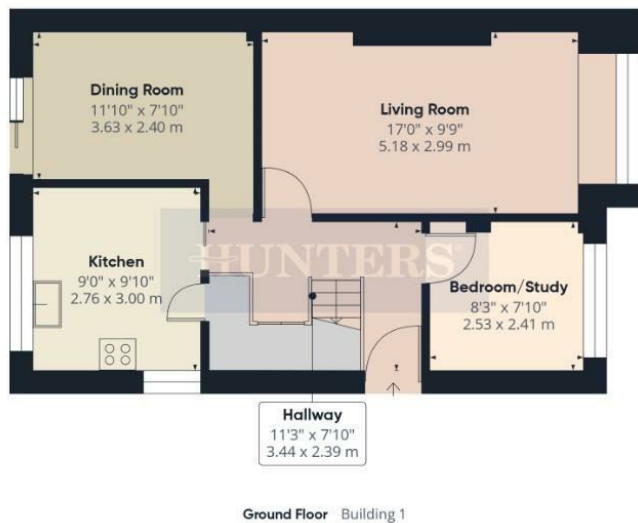 Dining Room
11'10" x 7'10"
3.63 x 2.40 m
Living Room
17'0" x 9'9"
5.18 x 2.99 m
Kitchen
9'0" x 9'10"
2.76 x 3.00 m
HUNTERS
Bedroom/Study
8'3" x 7'10"
2.53 x 2.41 m
Hallway
11'3" x 7'10"
3.44 x 2.39 m
Ground Floor Building 1